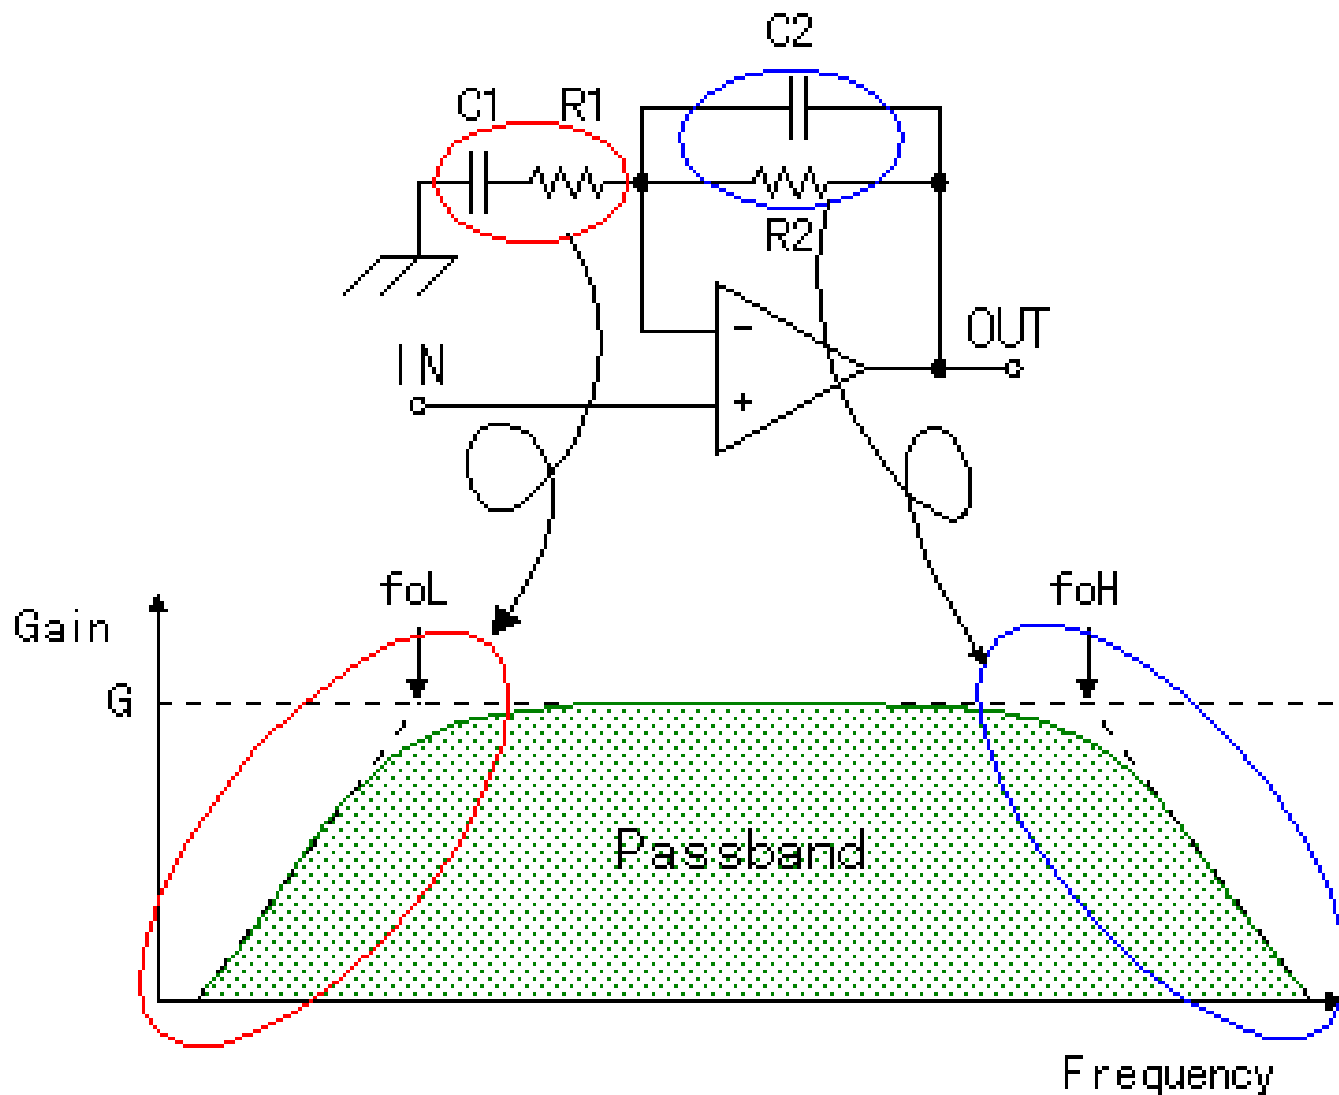 C2
C1 R1
R2
−
+
IN
OUT
foL
foH
Gain
G
Passband
Frequency